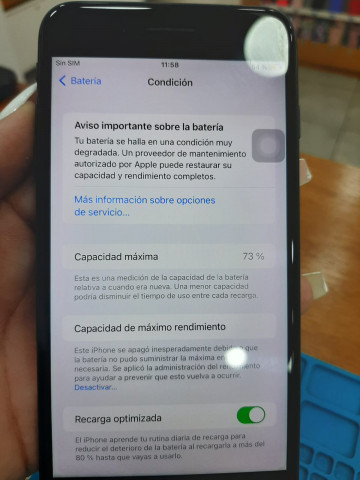 Sin SIM
11:58
Batería
Condición
Aviso importante sobre la batería
Tu batería se halla en una condición muy
degradada. Un proveedor de mantenimiento
autorizado por Apple puede restaurar su
capacidad y rendimiento completos.
Más información sobre opciones
de servicio...
Capacidad máxima 73 %
Esta es una medición de la capacidad de la batería
relativa a cuando era nueva. Una menor capacidad
podría disminuir el tiempo de uso entre cada recarga.
Capacidad de máximo rendimiento
Este iPhone se apagó inesperadamente debido a que
la batería no pudo suministrar la máxima
necesaria. Se aplicó la administración del rendimiento
para ayudar a prevenir que esto vuelva a ocurrir.
Desactivar...
Recarga optimizada
El iPhone aprende tu rutina diaria de recarga para
reducir el deterioro de la batería al recargarla a más del
80 % hasta que vayas a usarlo.